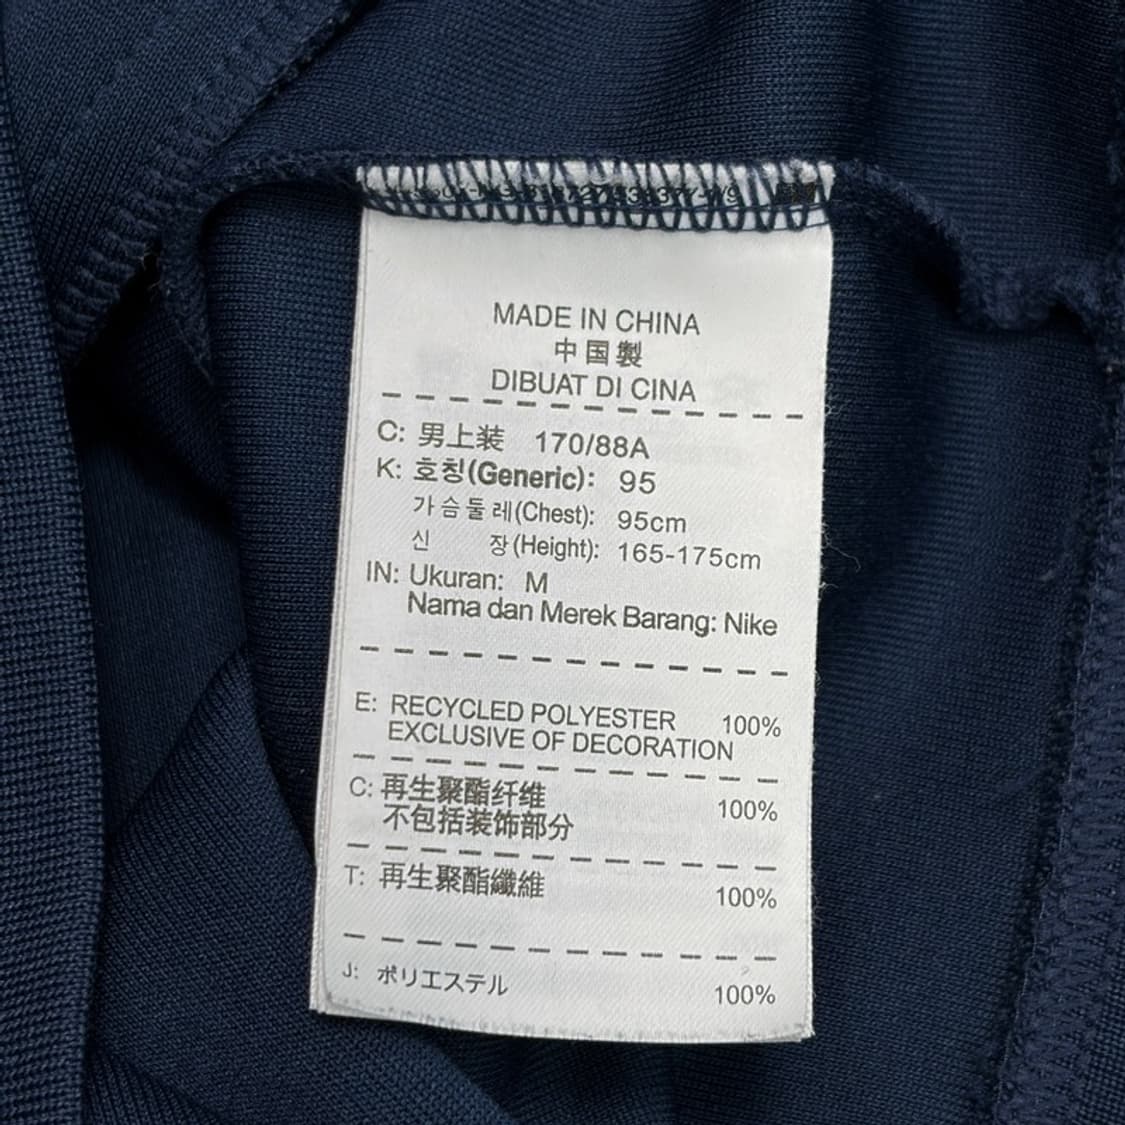 MADE IN CHINA
中国製
DIBUAT DI CINA
C: 男上装 170/88A
K: 호칭(Generic): 95
가슴둘레(Chest): 95cm
신 장(Height): 165-175cm
IN: Ukuran: M
Nama dan Merek Barang: Nike
E: RECYCLED POLYESTER 100%
EXCLUSIVE OF DECORATION
C: 再生聚酯纤维 100%
不包括装饰部分
T: 再生聚酯纖維 100%
J: ポリエステル 100%